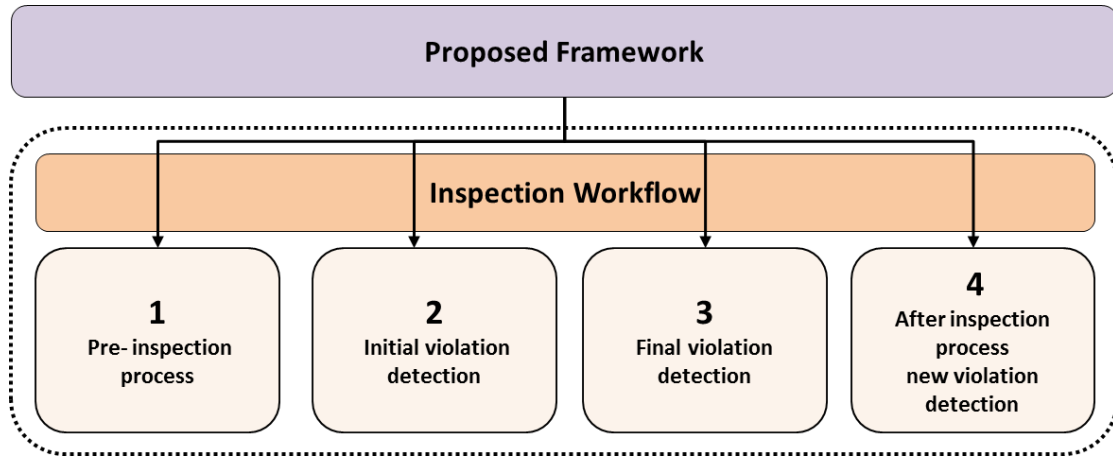 Proposed Framework
Inspection Workflow
1
Pre- inspection
process
2
Initial violation
detection
3
Final violation
detection
4
After inspection
process
new violation
detection